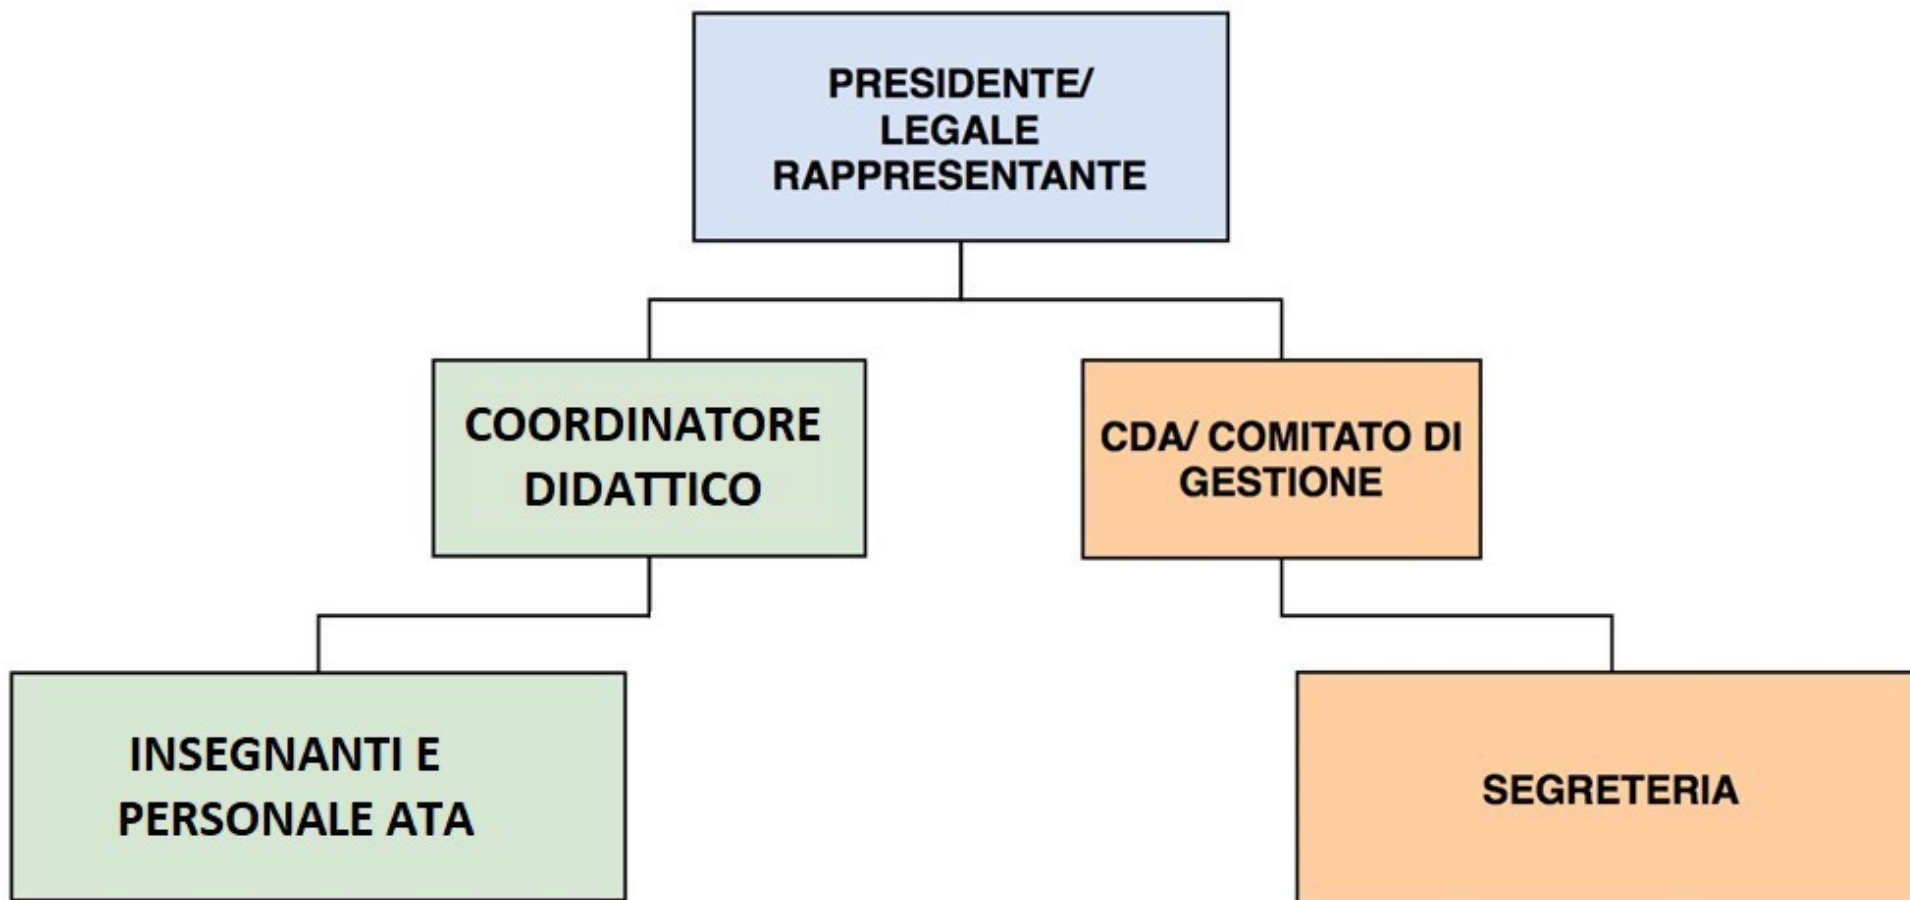 PRESIDENTE/
LEGALE
RAPPRESENTANTE
COORDINATORE
DIDATTICO
CDA/ COMITATO DI
GESTIONE
INSEGNANTI E
PERSONALE ATA
SEGRETERIA